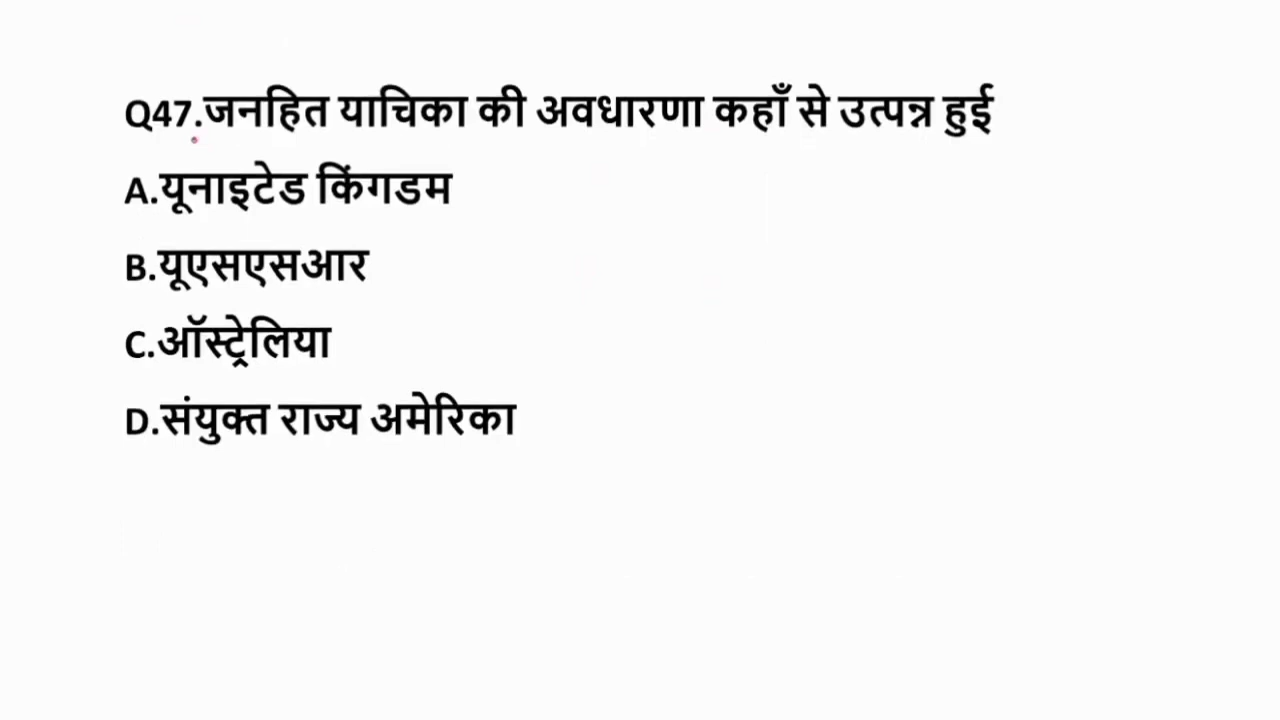 Q47.जनहित याचिका की अवधारणा कहाँ से उत्पन्न हुई
A.यूनाइटेड किंगडम
B.यूएसएसआर
C.ऑस्ट्रेलिया
D.संयुक्त राज्य अमेरिका